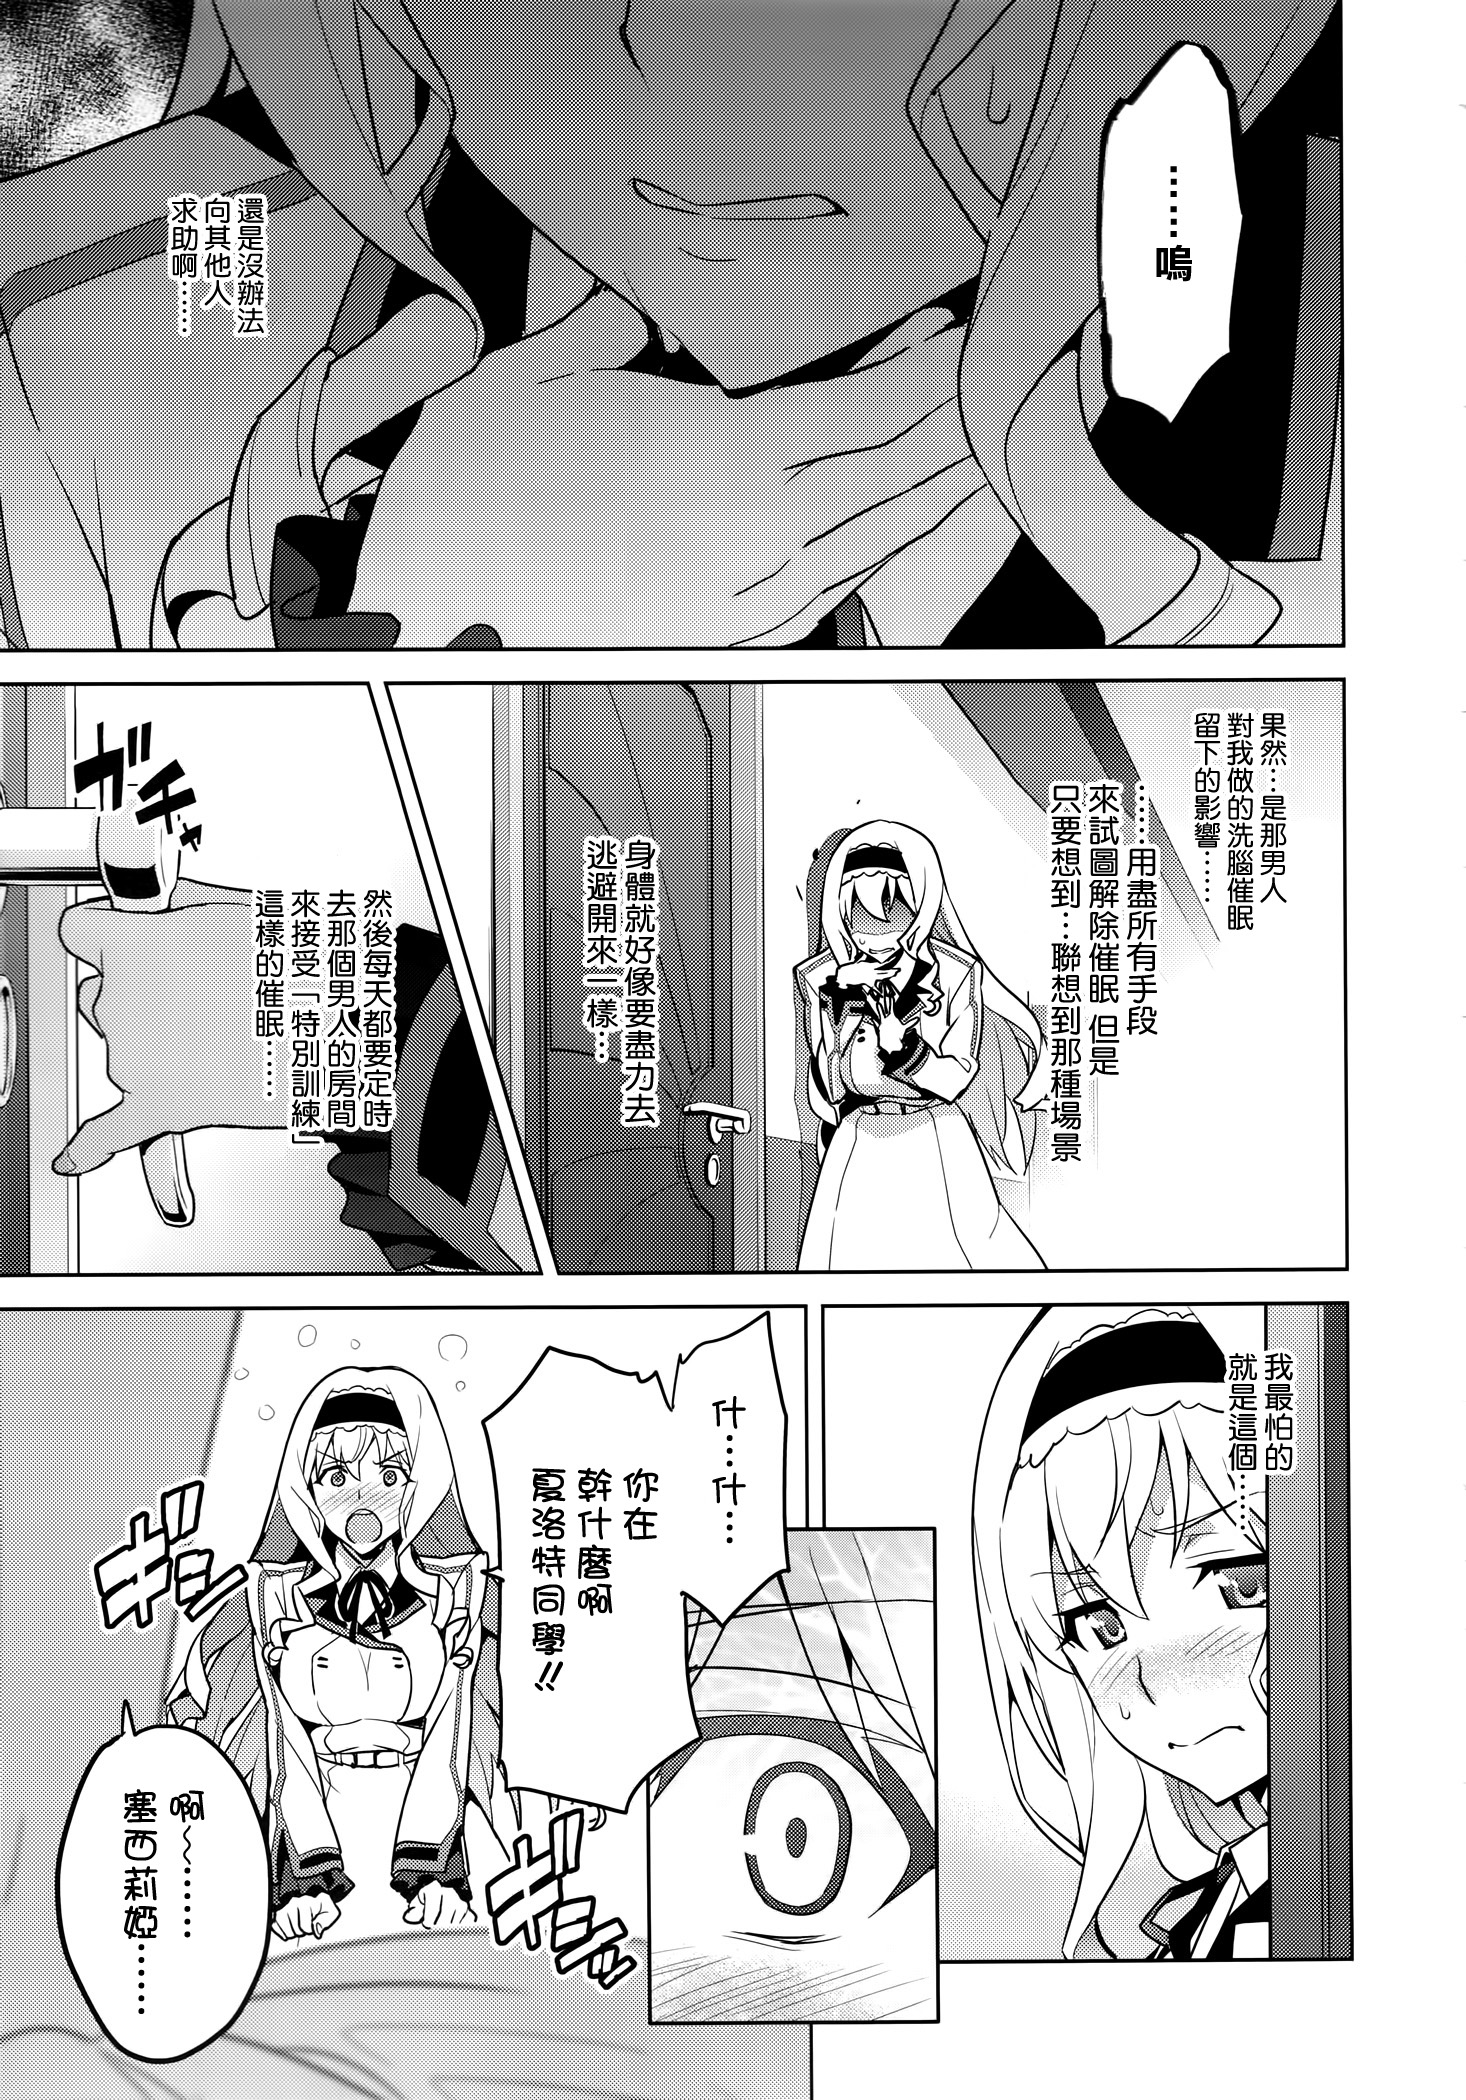 ……嗚
還是沒辦法
向其他人
求助啊……
果然…是那男人
對我做的洗腦催眠
留下的影響……
……用盡所有手段
來試圖解除催眠 但是
只要想到…聯想到那種場景
身體就好像要盡力去
逃避開來一樣…
然後每天都要定時
去那個男人的房間
來接受「特別訓練」
這樣的催眠……
ガチャ
我最怕的
就是這個……
什…什…
你在
幹什麼啊
夏洛特同學!!
ギシッ
ギシッ
啊～……
塞西莉婭……